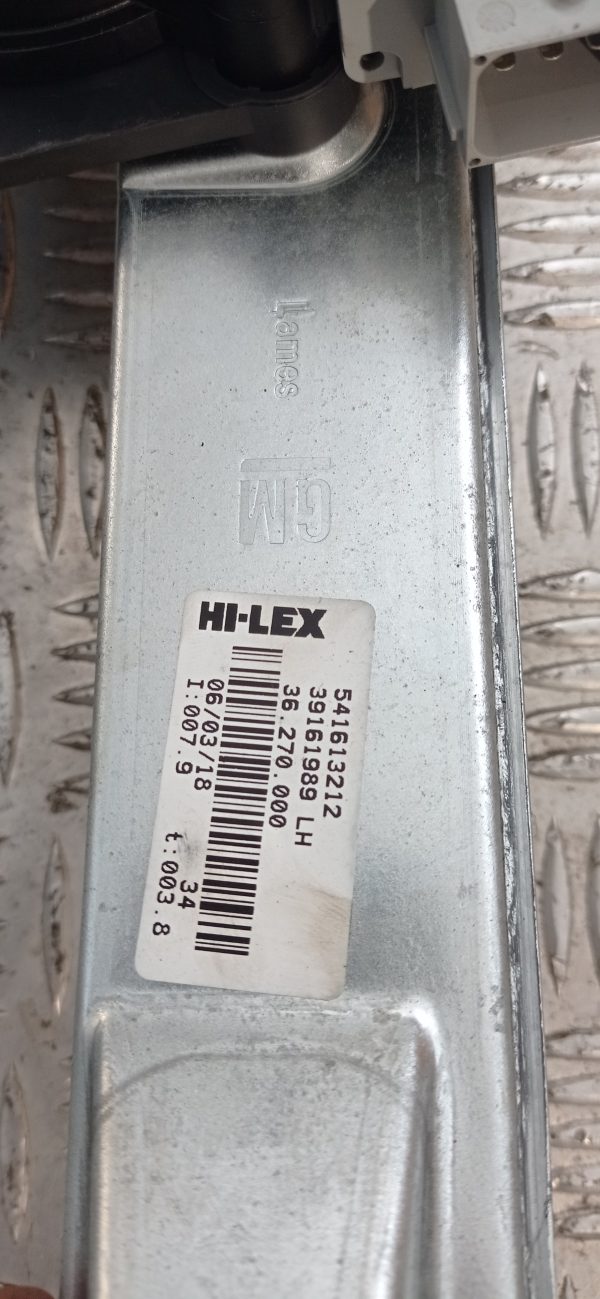 Lames
GM
HI-LEX
541613212
39161989 LH
36.270.000
06/03/18 34
I:007.9 t:003.8